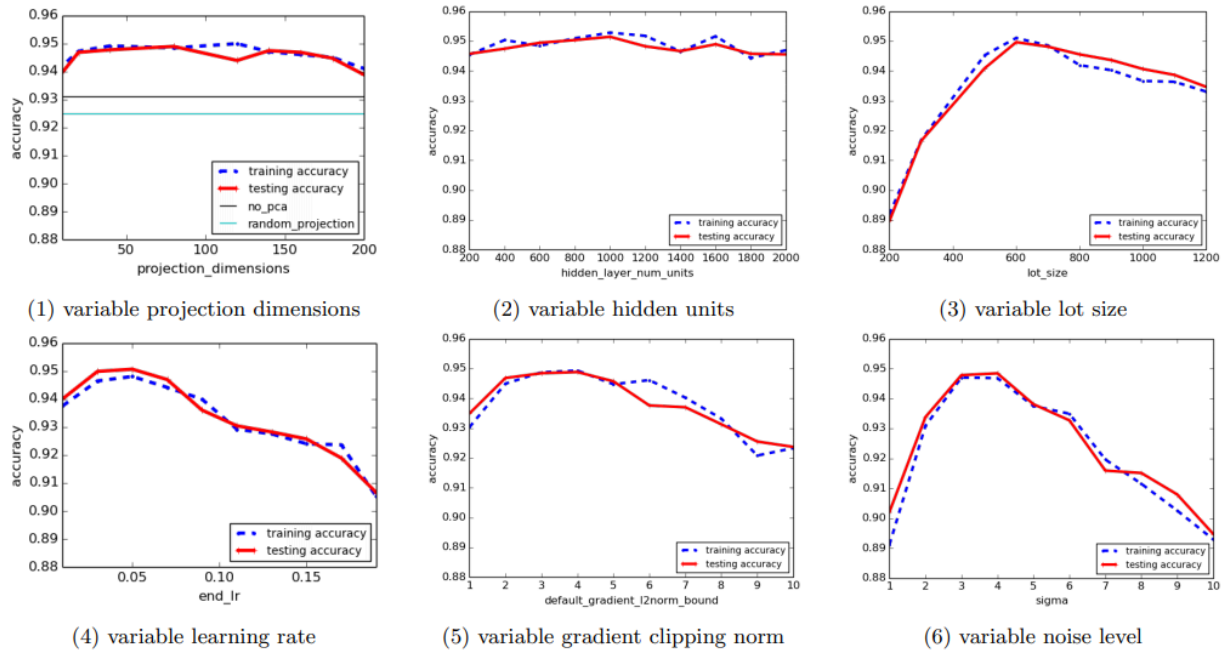 0.96
0.95
0.94
0.93
0.92
0.91
0.90
0.89
0.88
accuracy
training accuracy
testing accuracy
no_pca
random_projection
50 100 150 200
projection_dimensions
(1) variable projection dimensions
0.96
0.95
0.94
0.93
0.92
0.91
0.90
0.89
0.88
accuracy
training accuracy
testing accuracy
200 400 600 800 1000 1200 1400 1600 1800 2000
hidden_layer_num_units
(2) variable hidden units
0.96
0.95
0.94
0.93
0.92
0.91
0.90
0.89
0.88
accuracy
training accuracy
testing accuracy
200 400 600 800 1000 1200
lot_size
(3) variable lot size
0.96
0.95
0.94
0.93
0.92
0.91
0.90
0.89
0.88
accuracy
training accuracy
testing accuracy
0.05 0.10 0.15
end_lr
(4) variable learning rate
0.96
0.95
0.94
0.93
0.92
0.91
0.90
0.89
0.88
accuracy
training accuracy
testing accuracy
1 2 3 4 5 6 7 8 9 10
default_gradient_l2norm_bound
(5) variable gradient clipping norm
0.96
0.95
0.94
0.93
0.92
0.91
0.90
0.89
0.88
accuracy
training accuracy
testing accuracy
1 2 3 4 5 6 7 8 9 10
sigma
(6) variable noise level